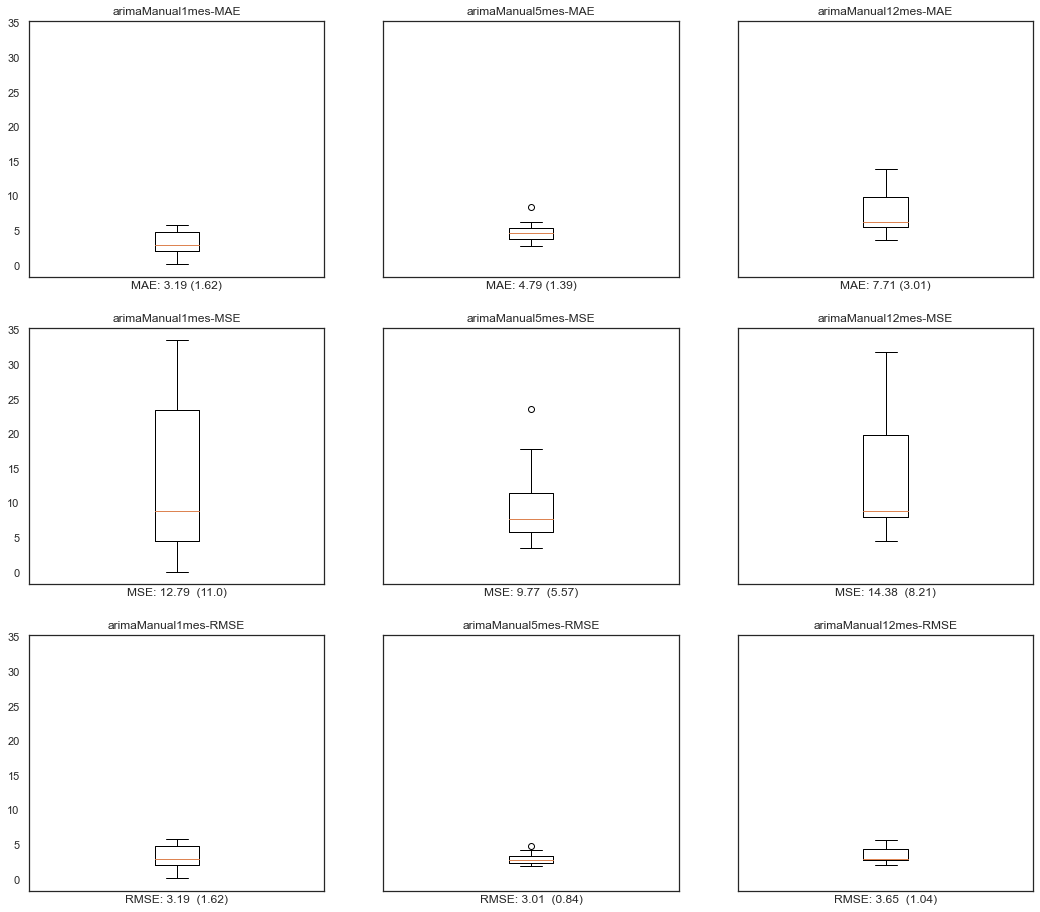 arimaManual1mes-MAE
arimaManual5mes-MAE
arimaManual12mes-MAE
35
30
25
20
15
10
5
0
MAE: 3.19 (1.62)
MAE: 4.79 (1.39)
MAE: 7.71 (3.01)
arimaManual1mes-MSE
arimaManual5mes-MSE
arimaManual12mes-MSE
35
30
25
20
15
10
5
0
MSE: 12.79  (11.0)
MSE: 9.77  (5.57)
MSE: 14.38  (8.21)
arimaManual1mes-RMSE
arimaManual5mes-RMSE
arimaManual12mes-RMSE
35
30
25
20
15
10
5
0
RMSE: 3.19  (1.62)
RMSE: 3.01  (0.84)
RMSE: 3.65  (1.04)